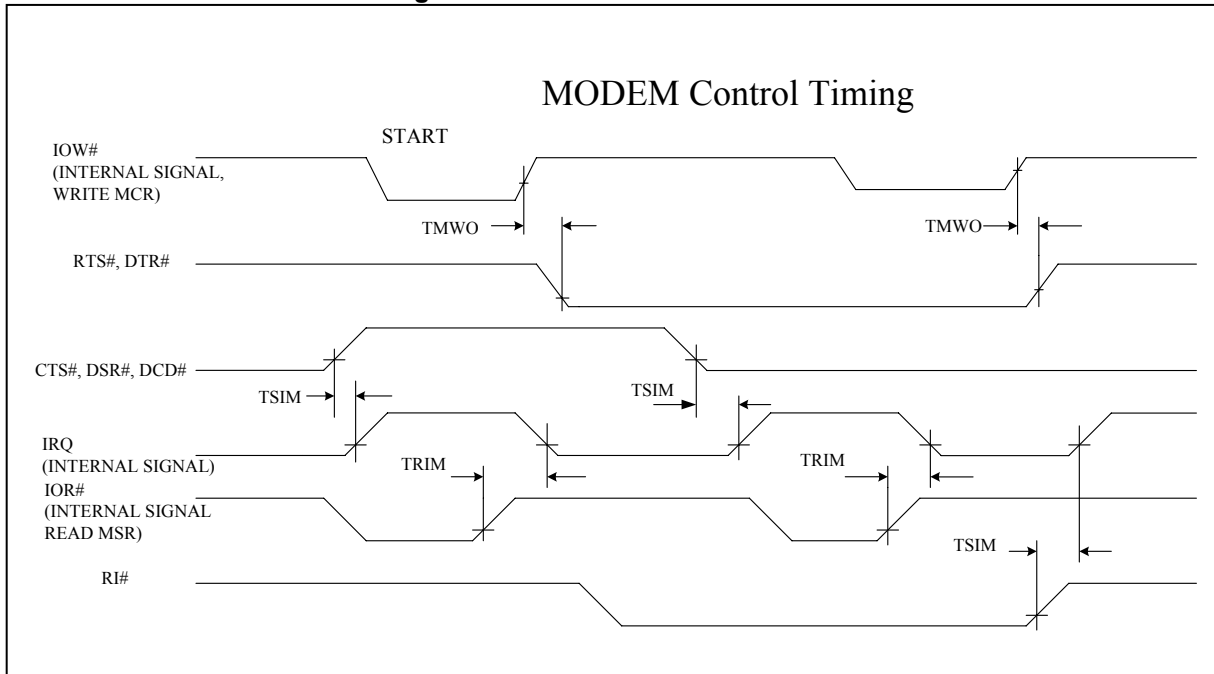 MODEM Control Timing
START
IOW#
(INTERNAL SIGNAL,
WRITE MCR)
TMWO
TMWO
RTS#, DTR#
CTS#, DSR#, DCD#
TSIM
TSIM
IRQ
(INTERNAL SIGNAL)
TRIM
TRIM
IOR#
(INTERNAL SIGNAL
READ MSR)
TSIM
RI#